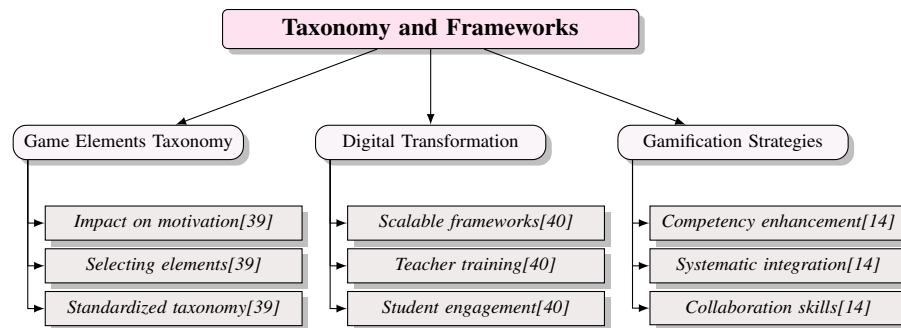 Taxonomy and Frameworks
Game Elements Taxonomy
Impact on motivation[39]
Selecting elements[39]
Standardized taxonomy[39]
Digital Transformation
Scalable frameworks[40]
Teacher training[40]
Student engagement[40]
Gamification Strategies
Competency enhancement[14]
Systematic integration[14]
Collaboration skills[14]